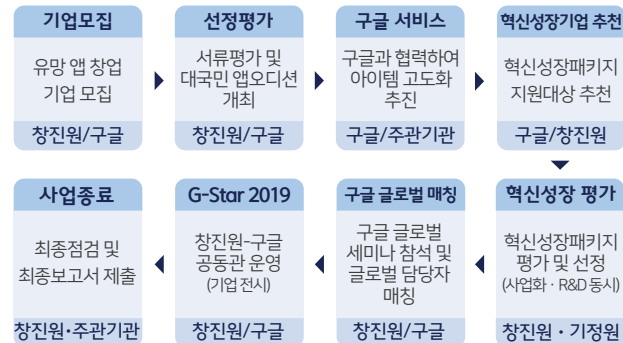 기업모집
유망 앱 창업
기업 모집
창진원/구글
선정평가
서류평가 및
대국민 앱오디션
개최
창진원/구글
구글 서비스
구글과 협력하여
아이템 고도화
추진
구글/주관기관
혁신성장기업 추천
혁신성장패키지
지원대상 추천
구글/창진원
혁신성장 평가
혁신성장패키지
평가 및 선정
(사업화 · R&D 동시)
창진원 · 기정원
구글 글로벌 매칭
구글 글로벌
세미나 참석 및
글로벌 담당자
매칭
창진원/구글
G-Star 2019
창진원-구글
공동관 운영
(기업 전시)
창진원/구글
사업종료
최종점검 및
최종보고서 제출
창진원·주관기관